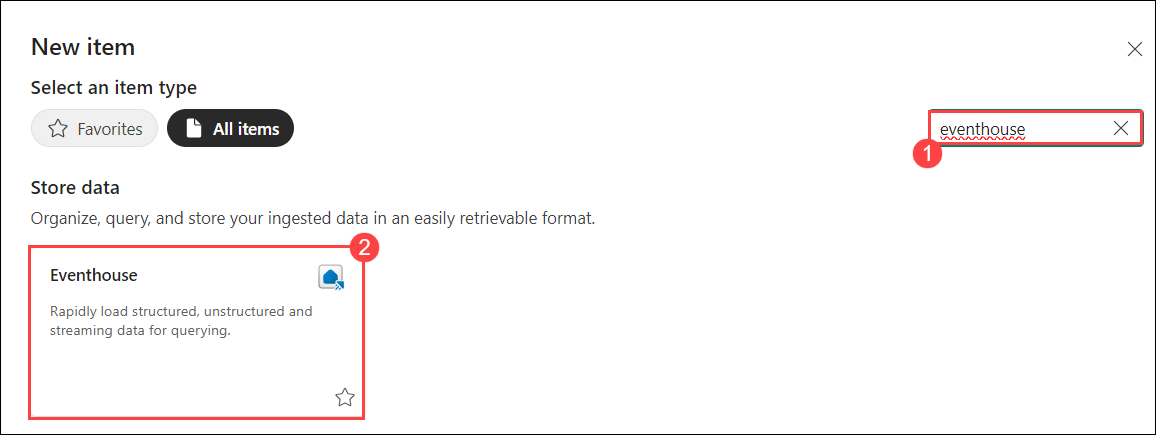 New item
Select an item type
Favorites
All items
eventhouse
1
Store data
Organize, query, and store your ingested data in an easily retrievable format.
2
Eventhouse
Rapidly load structured, unstructured and
streaming data for querying.